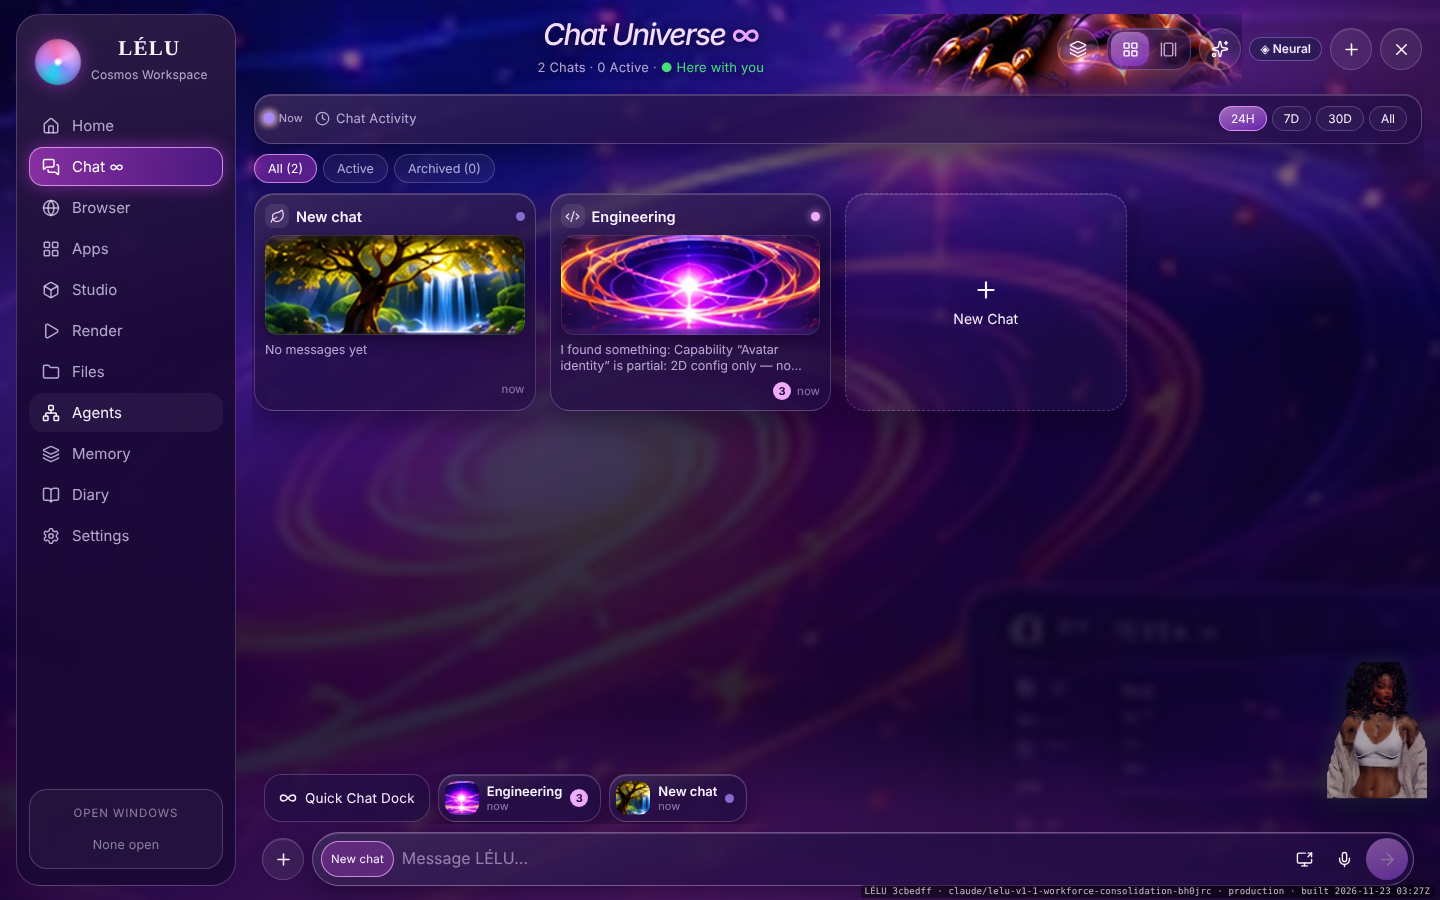 LÉLU
Cosmos Workspace
Home
Chat ∞
Browser
Apps
Studio
Render
Files
Agents
Memory
Diary
Settings
OPEN WINDOWS
None open
Chat Universe ∞
2 Chats · 0 Active · ● Here with you
◈ Neural
Now
Chat Activity
24H
7D
30D
All
All (2)
Active
Archived (0)
New chat
No messages yet
now
Engineering
I found something: Capability “Avatar
identity” is partial: 2D config only — no...
3 now
New Chat
Quick Chat Dock
Engineering
now
3
New chat
now
New chat
Message LÉLU...
LÉLU 3cbedff · claude/lelu-v1-1-workforce-consolidation-bh0jrc · production · built 2026-11-23 03:27Z